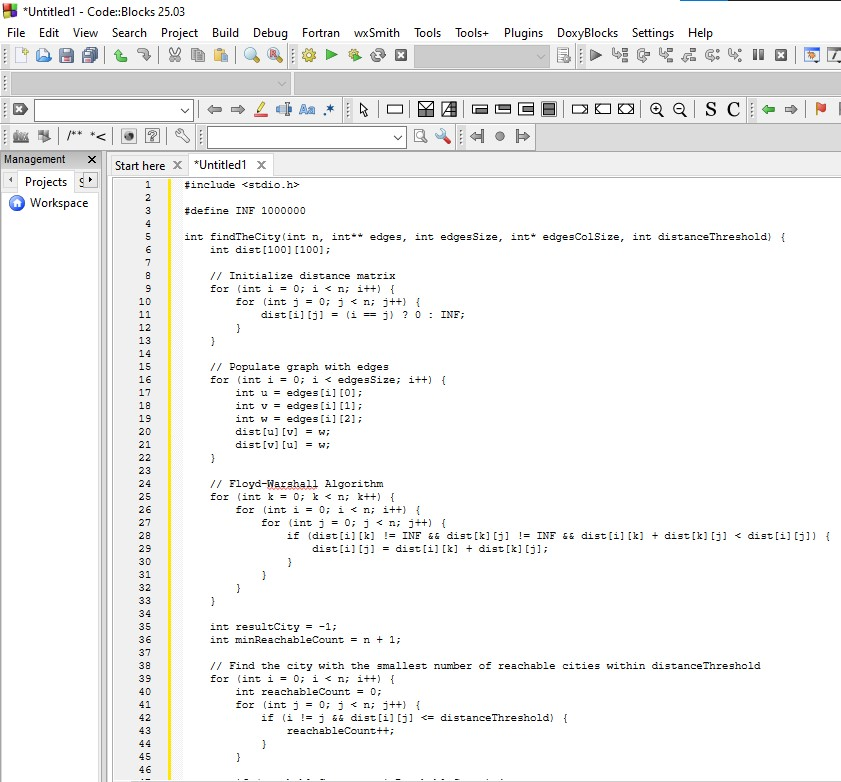 *Untitled1 - Code::Blocks 25.03
File Edit View Search Project Build Debug Fortran wxSmith Tools Tools+ Plugins DoxyBlocks Settings Help
Aa .* S C
/** *<
Management
Start here *Untitled1
Projects
Workspace
1 #include <stdio.h>
2
3 #define INF 1000000
4
5 int findTheCity(int n, int** edges, int edgesSize, int* edgesColSize, int distanceThreshold) {
6 int dist[100][100];
7
8 // Initialize distance matrix
9 for (int i = 0; i < n; i++) {
10 for (int j = 0; j < n; j++) {
11 dist[i][j] = (i == j) ? 0 : INF;
12 }
13 }
14
15 // Populate graph with edges
16 for (int i = 0; i < edgesSize; i++) {
17 int u = edges[i][0];
18 int v = edges[i][1];
19 int w = edges[i][2];
20 dist[u][v] = w;
21 dist[v][u] = w;
22 }
23
24 // Floyd-Warshall Algorithm
25 for (int k = 0; k < n; k++) {
26 for (int i = 0; i < n; i++) {
27 for (int j = 0; j < n; j++) {
28 if (dist[i][k] != INF && dist[k][j] != INF && dist[i][k] + dist[k][j] < dist[i][j]) {
29 dist[i][j] = dist[i][k] + dist[k][j];
30 }
31 }
32 }
33 }
34
35 int resultCity = -1;
36 int minReachableCount = n + 1;
37
38 // Find the city with the smallest number of reachable cities within distanceThreshold
39 for (int i = 0; i < n; i++) {
40 int reachableCount = 0;
41 for (int j = 0; j < n; j++) {
42 if (i != j && dist[i][j] <= distanceThreshold) {
43 reachableCount++;
44 }
45 }
46